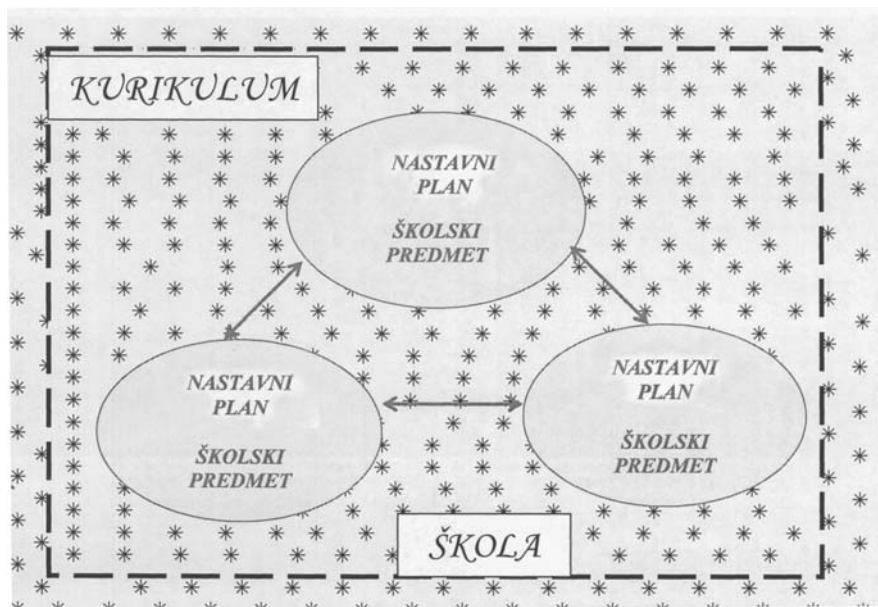 KURIKULUM
NASTAVNI
PLAN
ŠKOLSKI
PREDMET
NASTAVNI
PLAN
ŠKOLSKI
PREDMET
NASTAVNI
PLAN
ŠKOLSKI
PREDMET
ŠKOLA